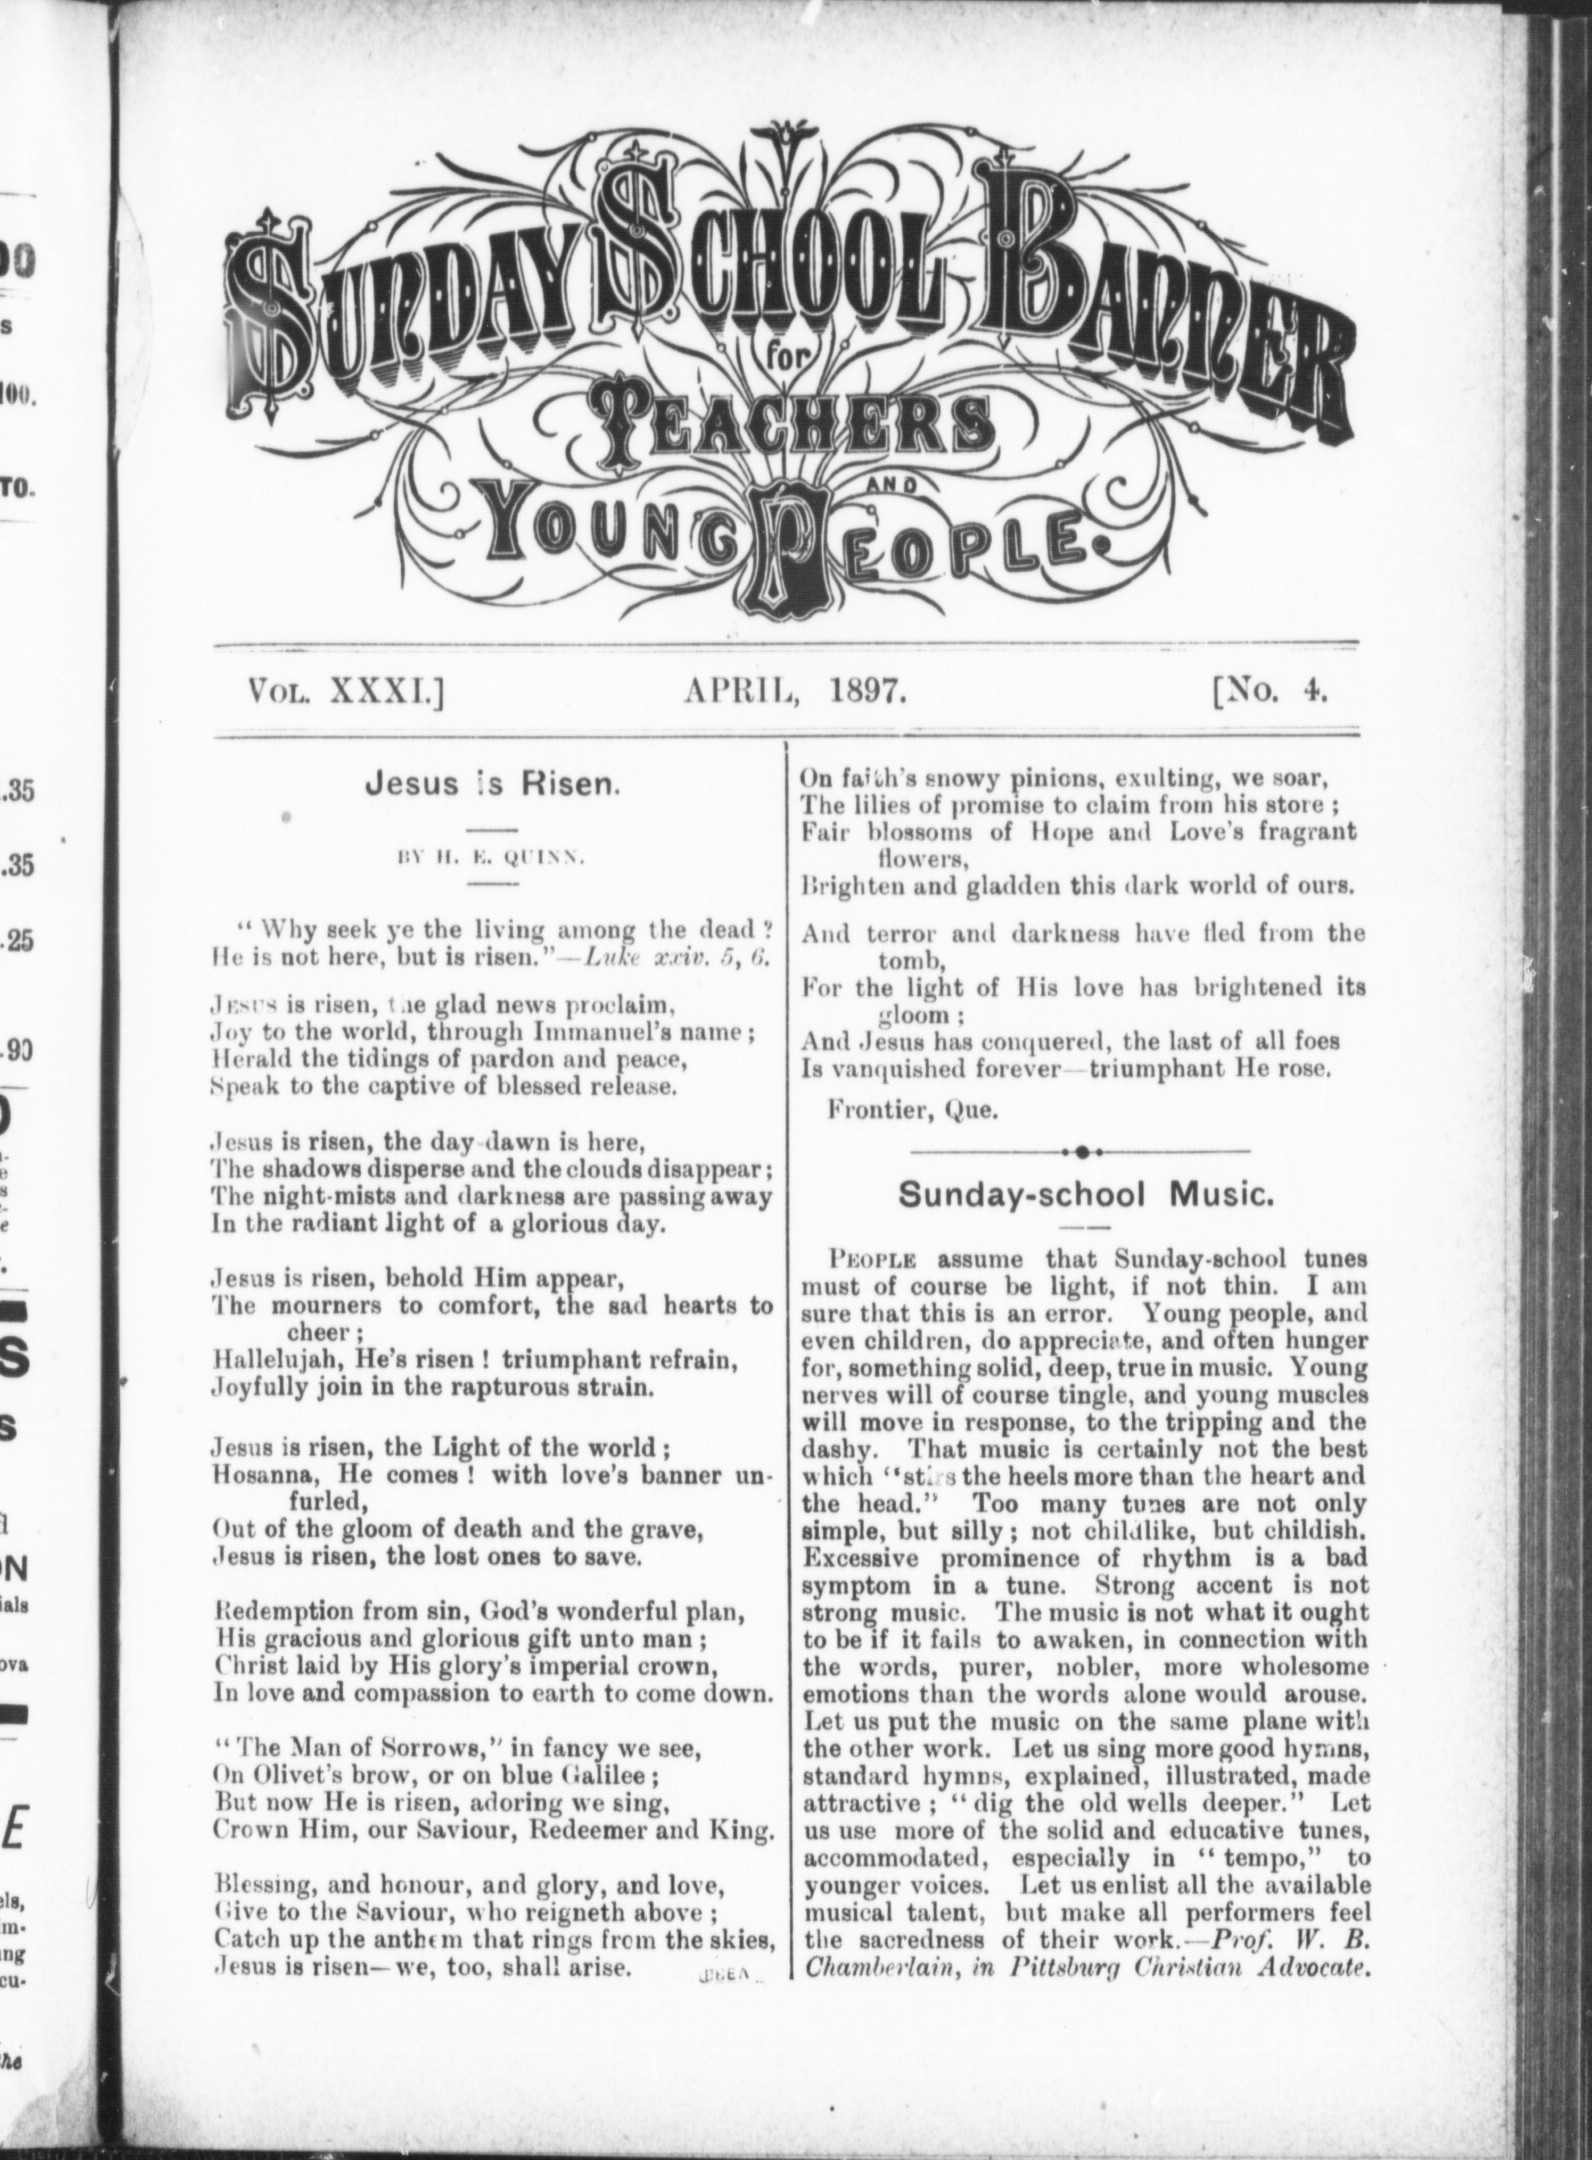 SUNDAY SCHOOL BANNER
for
TEACHERS
AND
YOUNG PEOPLE.
VOL. XXXI.] APRIL, 1897. [No. 4.
Jesus is Risen.
BY H. E. QUINN.
“ Why seek ye the living among the dead ?
He is not here, but is risen.”—Luke xxiv. 5, 6.
JESUS is risen, the glad news proclaim,
Joy to the world, through Immanuel's name ;
Herald the tidings of pardon and peace,
Speak to the captive of blessed release.
Jesus is risen, the day-dawn is here,
The shadows disperse and the clouds disappear ;
The night-mists and darkness are passing away
In the radiant light of a glorious day.
Jesus is risen, behold Him appear,
The mourners to comfort, the sad hearts to
cheer ;
Hallelujah, He's risen ! triumphant refrain,
Joyfully join in the rapturous strain.
Jesus is risen, the Light of the world ;
Hosanna, He comes ! with love's banner un-
furled,
Out of the gloom of death and the grave,
Jesus is risen, the lost ones to save.
Redemption from sin, God's wonderful plan,
His gracious and glorious gift unto man ;
Christ laid by His glory's imperial crown,
In love and compassion to earth to come down.
“ The Man of Sorrows,” in fancy we see,
On Olivet's brow, or on blue Galilee ;
But now He is risen, adoring we sing,
Crown Him, our Saviour, Redeemer and King.
Blessing, and honour, and glory, and love,
Give to the Saviour, who reigneth above ;
Catch up the anthem that rings from the skies,
Jesus is risen—we, too, shall arise.
On faith's snowy pinions, exulting, we soar,
The lilies of promise to claim from his store ;
Fair blossoms of Hope and Love's fragrant
flowers,
Brighten and gladden this dark world of ours.
And terror and darkness have fled from the
tomb,
For the light of His love has brightened its
gloom ;
And Jesus has conquered, the last of all foes
Is vanquished forever—triumphant He rose.
Frontier, Que.
Sunday-school Music.
PEOPLE assume that Sunday-school tunes
must of course be light, if not thin. I am
sure that this is an error. Young people, and
even children, do appreciate, and often hunger
for, something solid, deep, true in music. Young
nerves will of course tingle, and young muscles
will move in response, to the tripping and the
dashy. That music is certainly not the best
which “stirs the heels more than the heart and
the head.” Too many tunes are not only
simple, but silly ; not childlike, but childish.
Excessive prominence of rhythm is a bad
symptom in a tune. Strong accent is not
strong music. The music is not what it ought
to be if it fails to awaken, in connection with
the words, purer, nobler, more wholesome
emotions than the words alone would arouse.
Let us put the music on the same plane with
the other work. Let us sing more good hymns,
standard hymns, explained, illustrated, made
attractive ; “ dig the old wells deeper.” Let
us use more of the solid and educative tunes,
accommodated, especially in “ tempo,” to
younger voices. Let us enlist all the available
musical talent, but make all performers feel
the sacredness of their work.—Prof. W. B.
Chamberlain, in Pittsburg Christian Advocate.